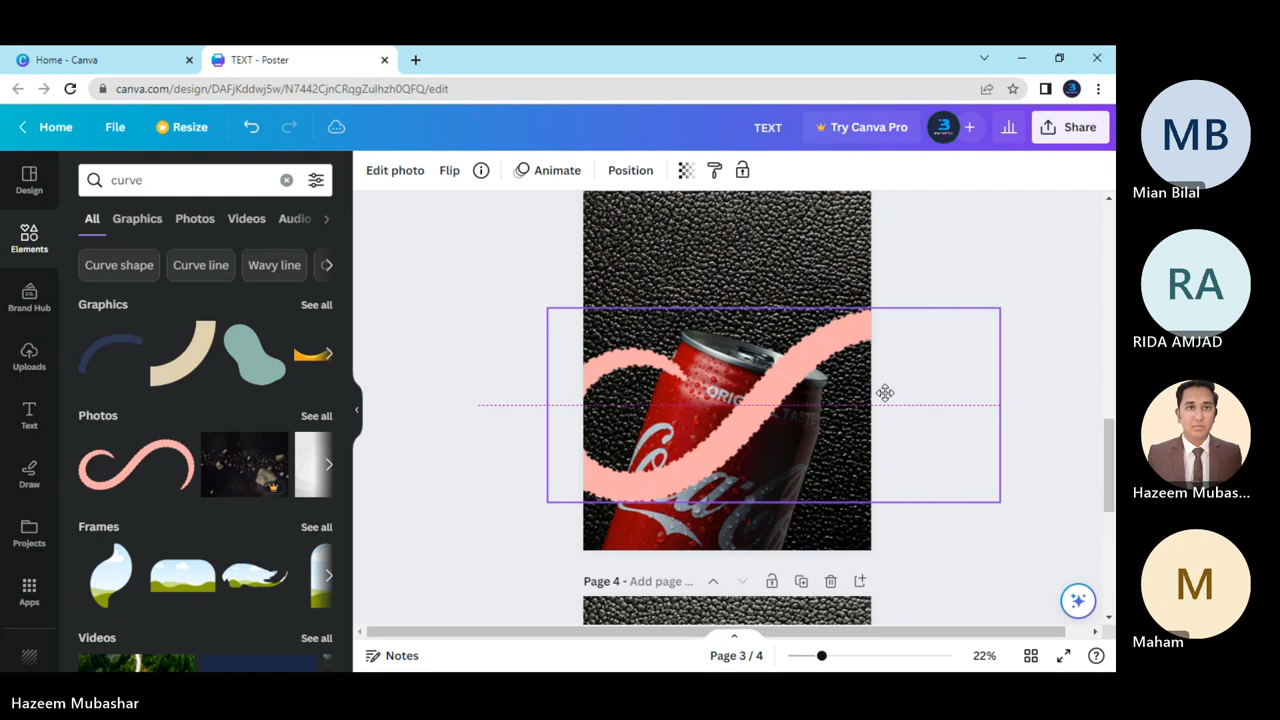 Home - Canva
TEXT - Poster
canva.com/design/DAFjKddwj5w/N7442CjnCRqgZulhzh0QFQ/edit
Home
File
Resize
TEXT
Try Canva Pro
3
Share
Design
Elements
Brand Hub
Uploads
Text
Draw
Projects
Apps
curve
All
Graphics
Photos
Videos
Audio
Curve shape
Curve line
Wavy line
Graphics
See all
Photos
See all
Frames
See all
Videos
See all
Edit photo
Flip
Animate
Position
ORIG
TASTE
Page 4 - Add page ...
Notes
Page 3 / 4
22%
MB
Mian Bilal
RA
RIDA AMJAD
Hazeem Mubas...
M
Maham
Hazeem Mubashar